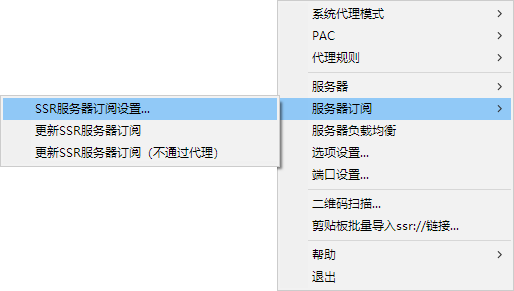 系统代理模式
PAC
代理规则
服务器
服务器订阅
SSR服务器订阅设置...
更新SSR服务器订阅
更新SSR服务器订阅（不通过代理）
服务器负载均衡
选项设置...
端口设置...
二维码扫描...
剪贴板批量导入ssr://链接...
帮助
退出